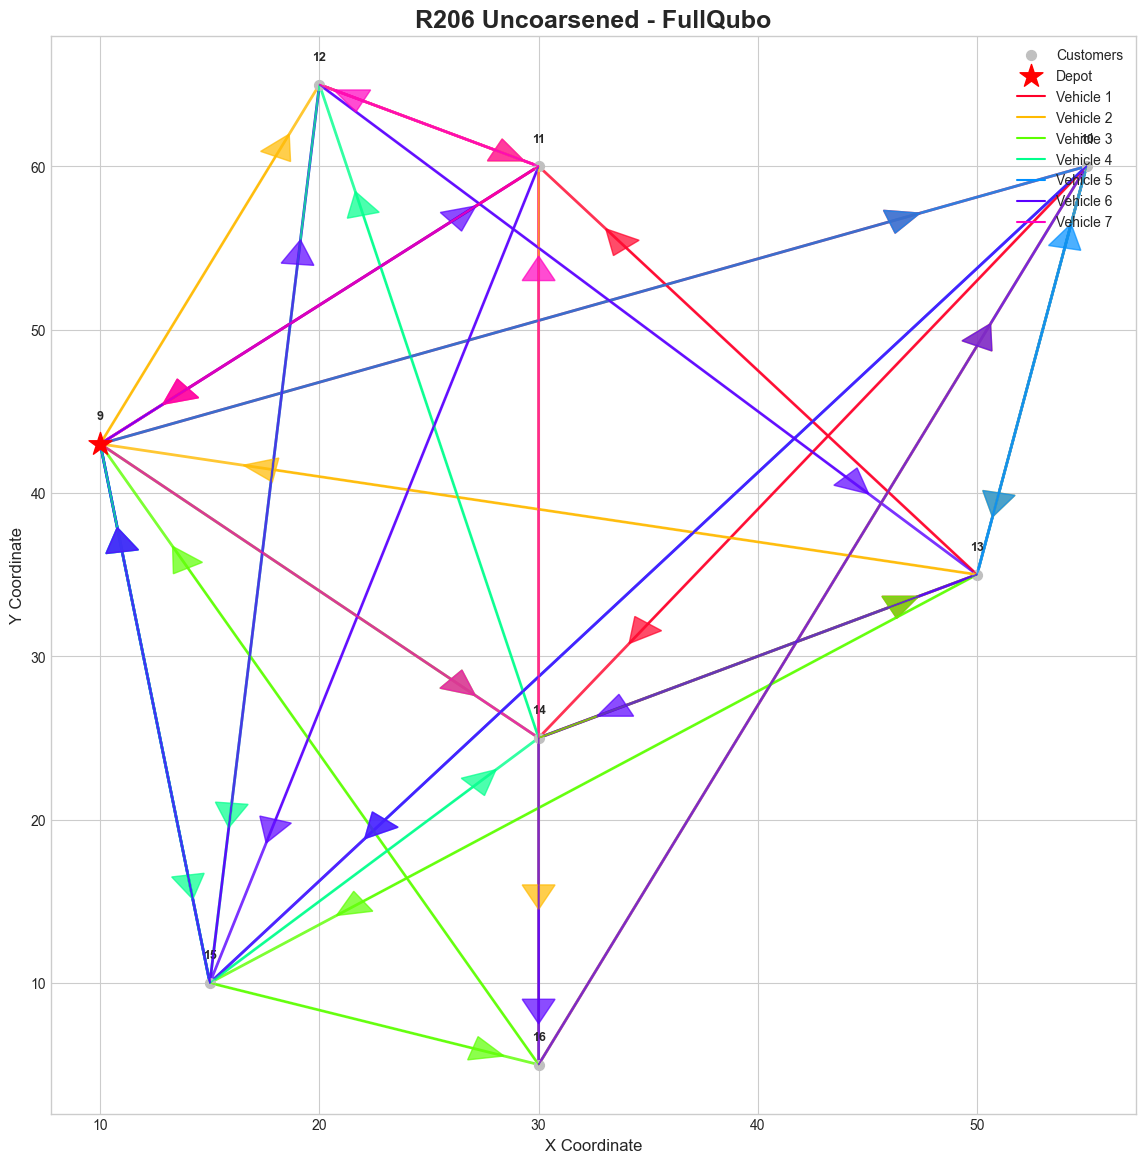 R206 Uncoarsened - FullQubo
Customers
Depot
Vehicle 1
Vehicle 2
Vehicle 3
Vehicle 4
Vehicle 5
Vehicle 6
Vehicle 7
12
11
10
9
13
14
15
16
60
50
40
30
20
10
Y Coordinate
10
20
30
40
50
X Coordinate